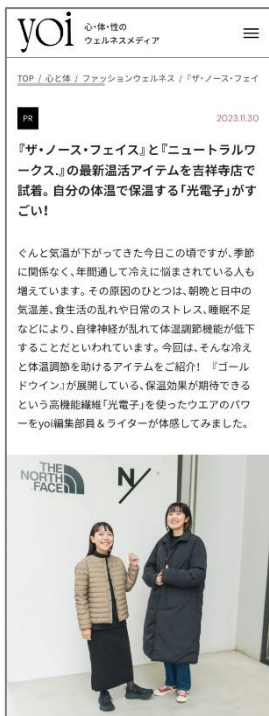 yoi 心・体・性の
ウェルネスメディア
TOP / 心と体 / ファッションウェルネス / 『ザ・ノース・フェイ
PR 2023.11.30
『ザ・ノース・フェイス』と『ニュートラルワ
ークス.』の最新温活アイテムを吉祥寺店で
試着。自分の体温で保温する「光電子」がす
ごい!
ぐんと気温が下がってきた今日この頃ですが、季節
に関係なく、年間通して冷えに悩まされている人も
増えています。その原因のひとつは、朝晩と日中の
気温差、食生活の乱れや日常のストレス、睡眠不足
などにより、自律神経が乱れて体温調節機能が低下
することだといわれています。今回は、そんな冷え
と体温調節を助けるアイテムをご紹介! 『ゴール
ドウイン』が展開している、保温効果が期待できる
という高機能繊維「光電子」を使ったウエアのパワ
ーをyoi編集部員＆ライターが体感してみました。
THE
NORTH
FACE
N/